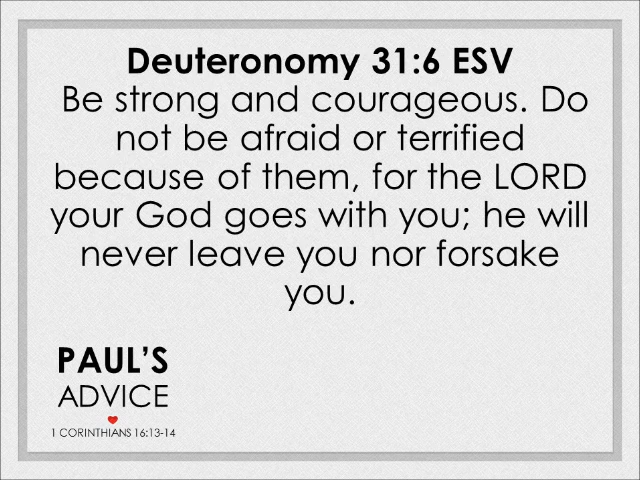 Deuteronomy 31:6 ESV
Be strong and courageous. Do
not be afraid or terrified
because of them, for the LORD
your God goes with you; he will
never leave you nor forsake
you.
PAUL'S
ADVICE
1 CORINTHIANS 16:13-14